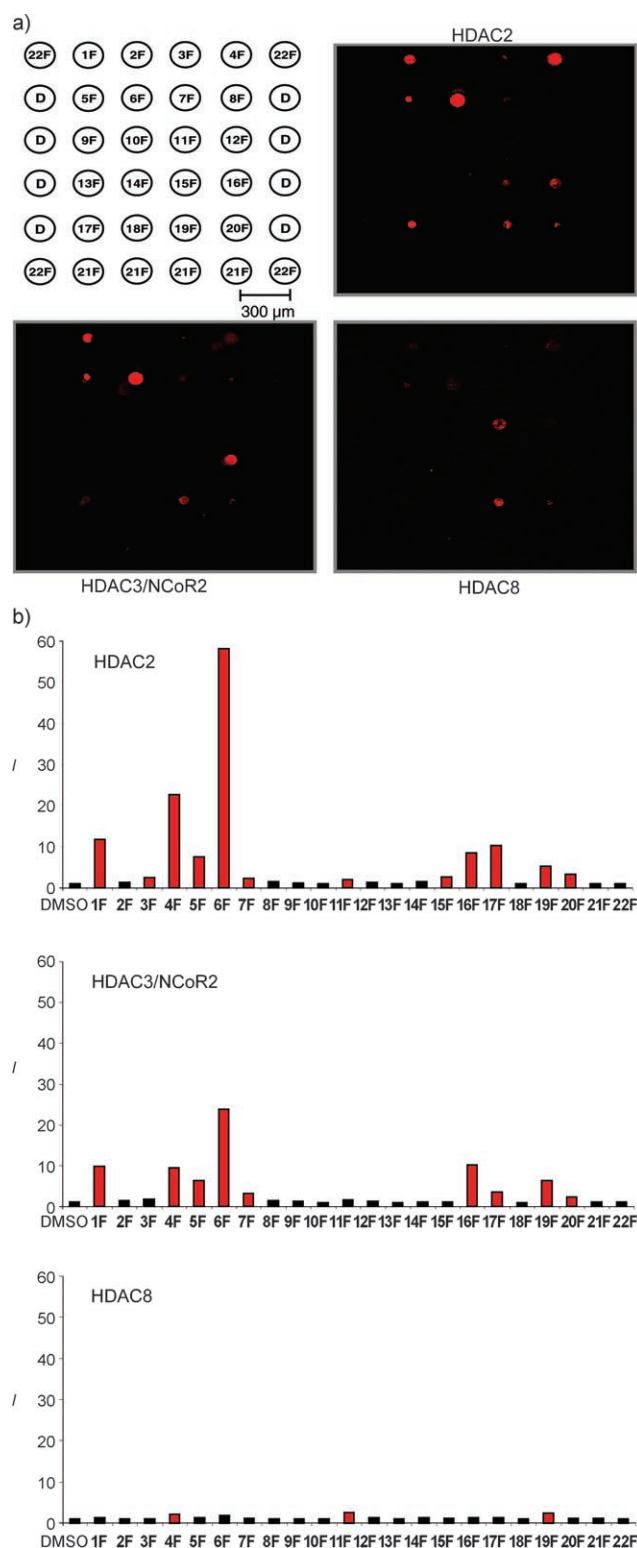 a)
HDAC2
22F 1F 2F 3F 4F 22F
D 5F 6F 7F 8F D
D 9F 10F 11F 12F D
D 13F 14F 15F 16F D
D 17F 18F 19F 20F D
22F 21F 21F 21F 21F 22F
300 µm
HDAC3/NCoR2
HDAC8
b)
HDAC2
60
50
40
I
30
20
10
0
DMSO 1F 2F 3F 4F 5F 6F 7F 8F 9F 10F 11F 12F 13F 14F 15F 16F 17F 18F 19F 20F 21F 22F
HDAC3/NCoR2
60
50
40
I
30
20
10
0
DMSO 1F 2F 3F 4F 5F 6F 7F 8F 9F 10F 11F 12F 13F 14F 15F 16F 17F 18F 19F 20F 21F 22F
HDAC8
60
50
40
I
30
20
10
0
DMSO 1F 2F 3F 4F 5F 6F 7F 8F 9F 10F 11F 12F 13F 14F 15F 16F 17F 18F 19F 20F 21F 22F